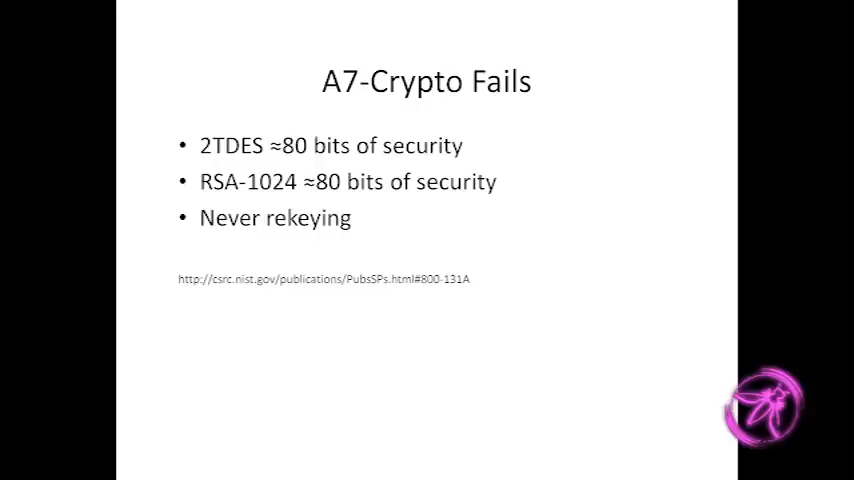 A7-Crypto Fails
• 2TDES ≈80 bits of security
• RSA-1024 ≈80 bits of security
• Never rekeying
http://csrc.nist.gov/publications/PubsSPs.html#800-131A